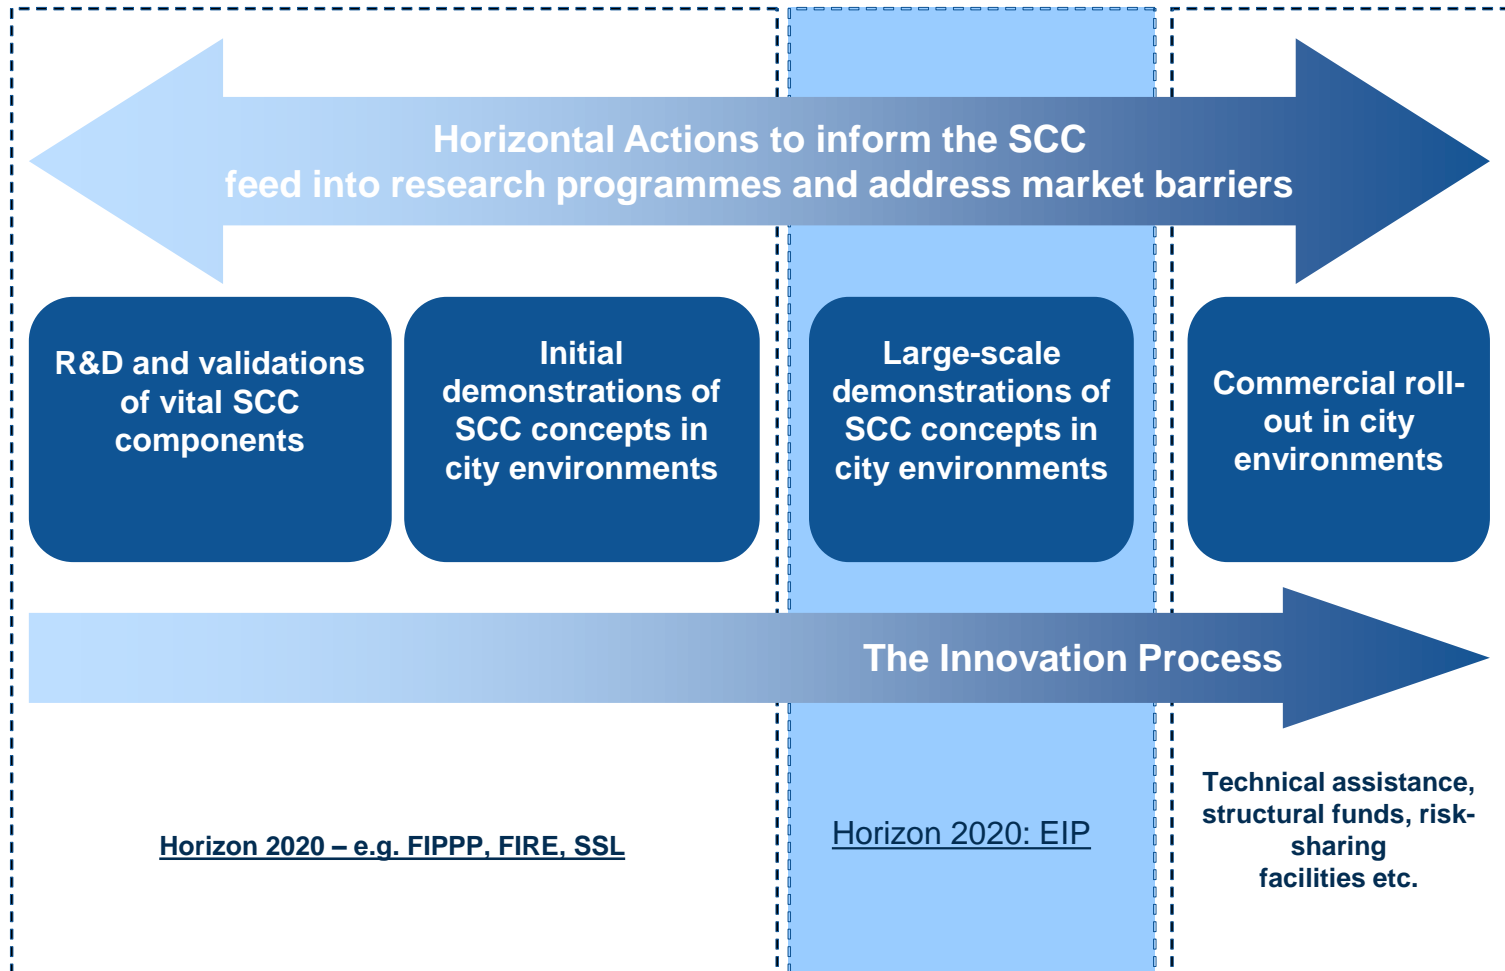 Horizontal Actions to inform the SCC
feed into research programmes and address market barriers
R&D and validations
of vital SCC
components
Initial
demonstrations of
SCC concepts in
city environments
Large-scale
demonstrations of
SCC concepts in
city environments
Commercial roll-
out in city
environments
The Innovation Process
Horizon 2020 – e.g. FIPPP, FIRE, SSL
Horizon 2020: EIP
Technical assistance,
structural funds, risk-
sharing
facilities etc.